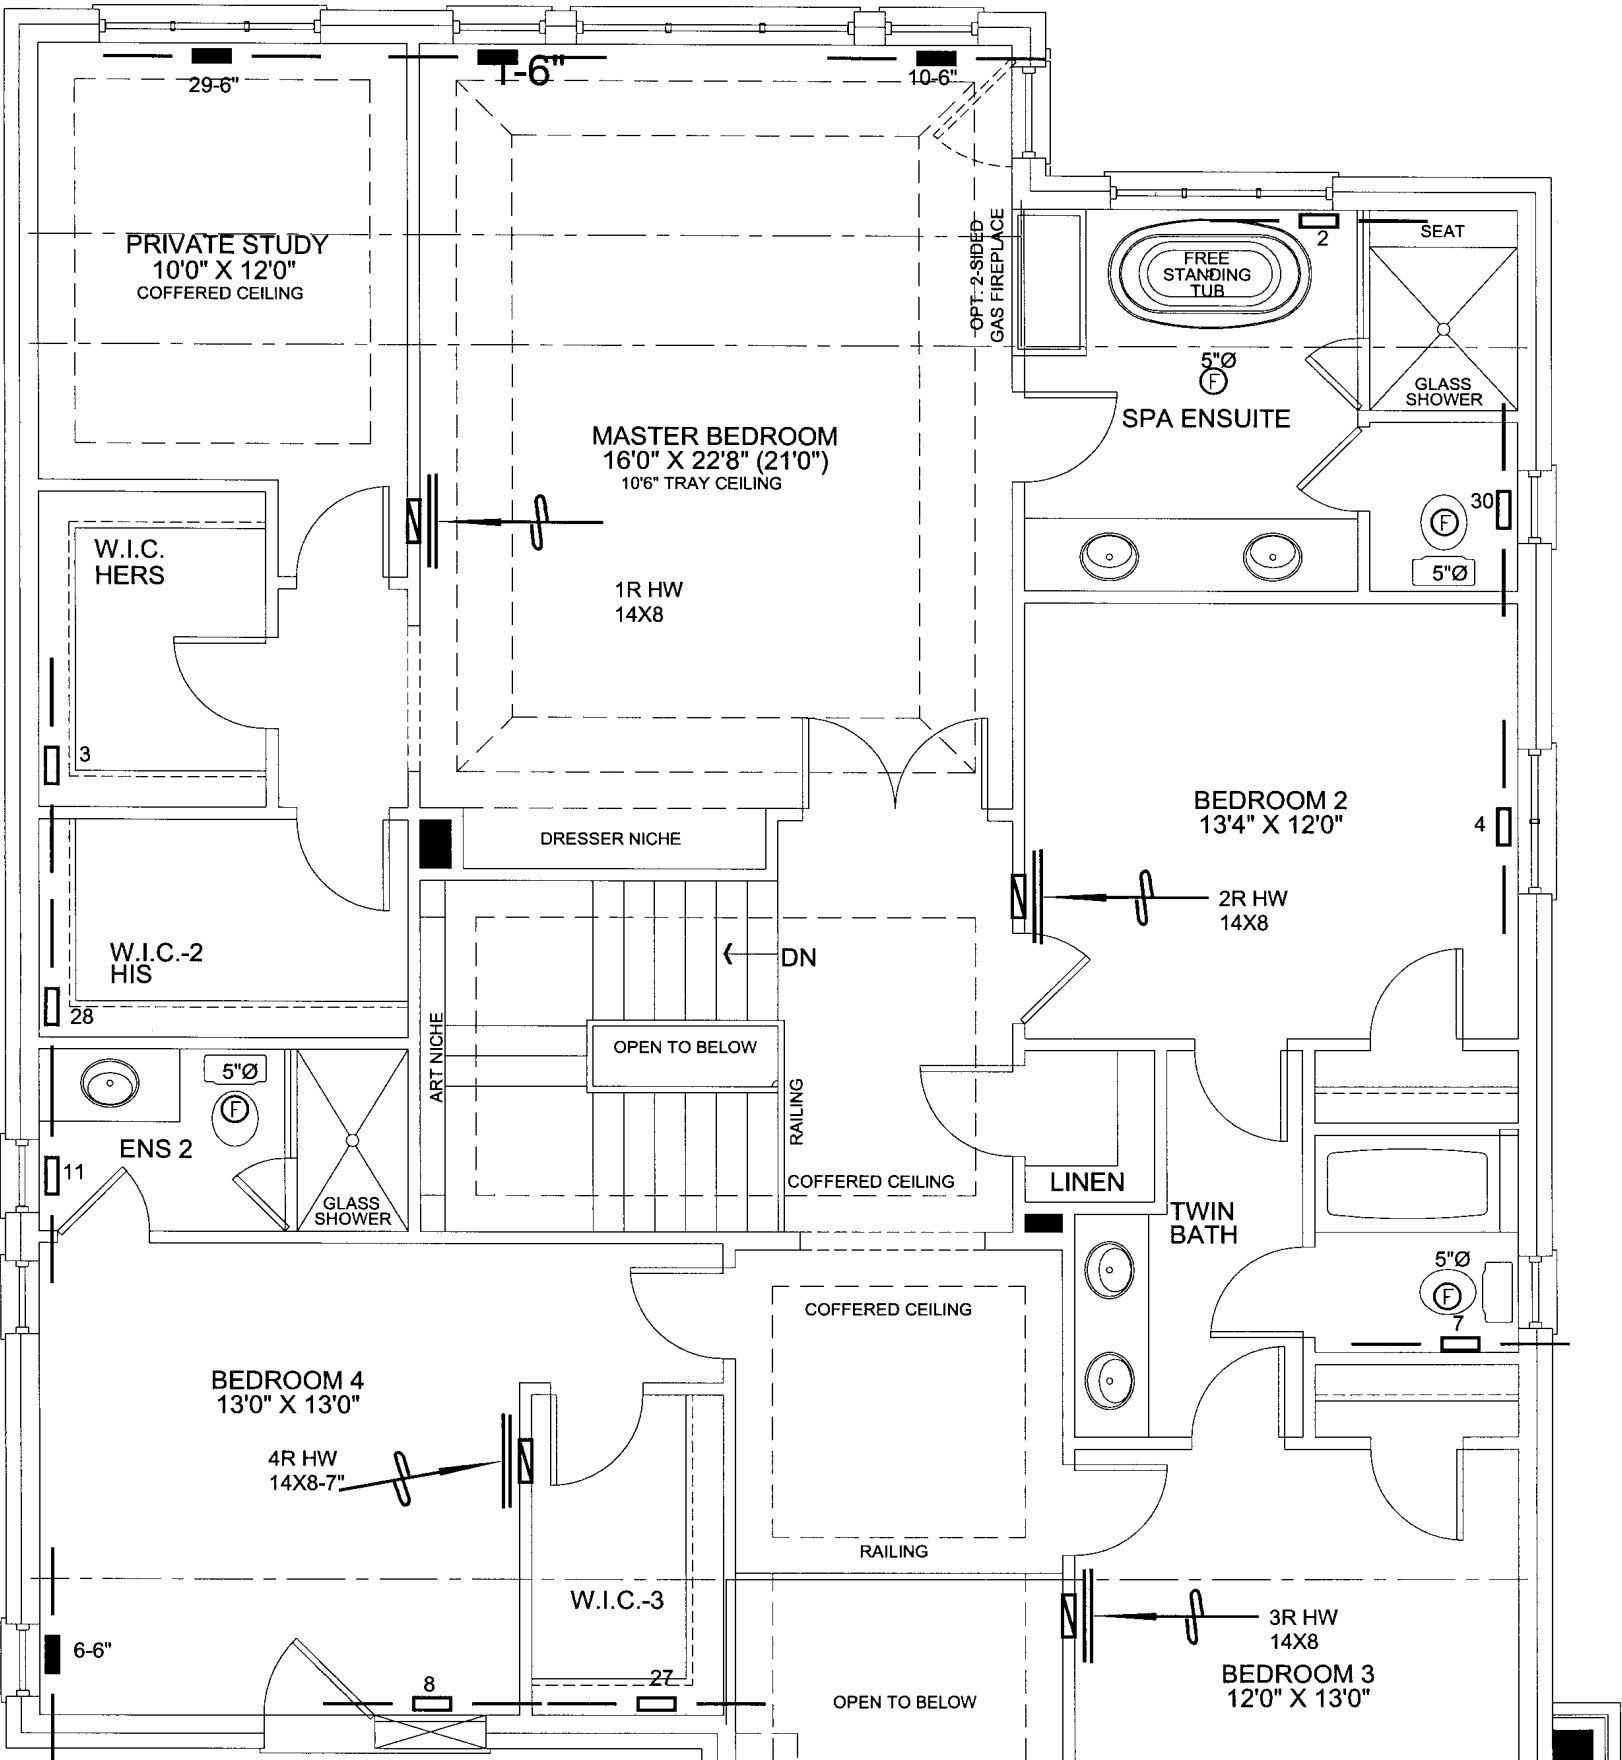 29-6"
1-6"
10-6"
PRIVATE STUDY
10'0" X 12'0"
COFFERED CEILING
OPT. 2-SIDED
GAS FIREPLACE
2
SEAT
FREE
STANDING
TUB
5"Ø
F
GLASS
SHOWER
SPA ENSUITE
MASTER BEDROOM
16'0" X 22'8" (21'0")
10'6" TRAY CEILING
30
F
5"Ø
W.I.C.
HERS
1R HW
14X8
3
BEDROOM 2
13'4" X 12'0"
4
DRESSER NICHE
2R HW
14X8
W.I.C.-2
HIS
DN
28
ART NICHE
OPEN TO BELOW
RAILING
5"Ø
F
ENS 2
11
GLASS
SHOWER
COFFERED CEILING
LINEN
TWIN
BATH
5"Ø
F
7
COFFERED CEILING
BEDROOM 4
13'0" X 13'0"
4R HW
14X8-7"
RAILING
W.I.C.-3
3R HW
14X8
6-6"
8
27
OPEN TO BELOW
BEDROOM 3
12'0" X 13'0"